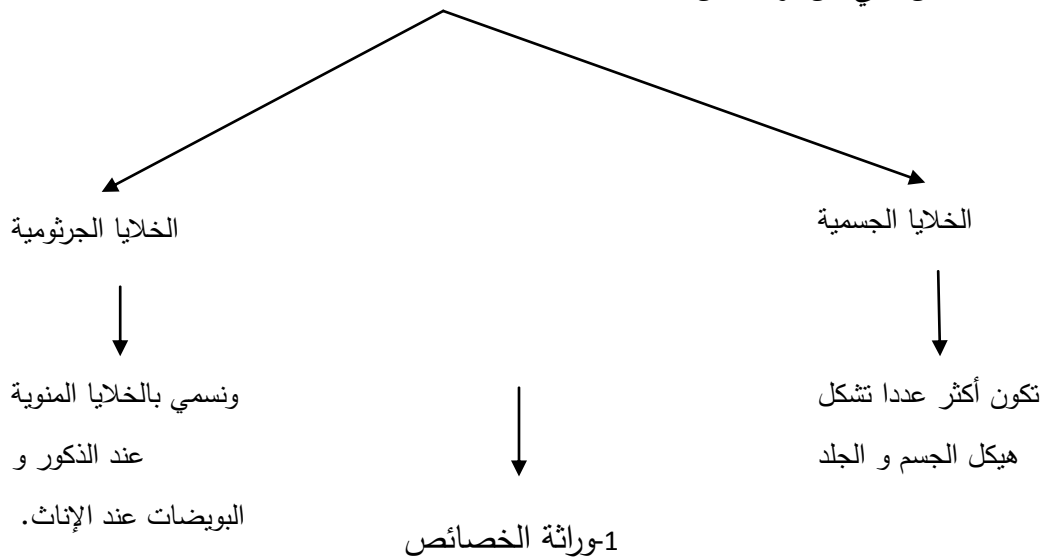 الخلايا الجسمية
الخلايا الجرثومية
تكون أكثر عددا تشكل
هيكل الجسم و الجلد
ونسمي بالخلايا المنوية
عند الذكور و
البويضات عند الإناث.
1-وراثة الخصائص